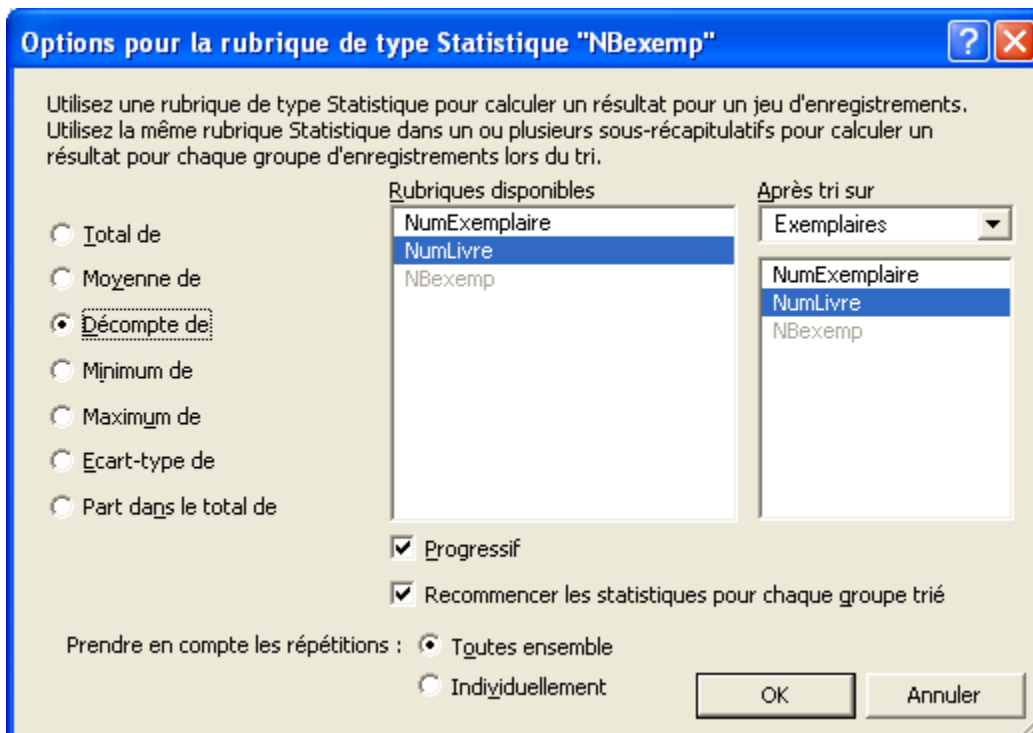 Options pour la rubrique de type Statistique "NBexemp"
Utilisez une rubrique de type Statistique pour calculer un résultat pour un jeu d'enregistrements.
Utilisez la même rubrique Statistique dans un ou plusieurs sous-récapitulatifs pour calculer un
résultat pour chaque groupe d'enregistrements lors du tri.
Total de
Moyenne de
Décompte de
Minimum de
Maximum de
Ecart-type de
Part dans le total de
Rubriques disponibles
NumExemplaire
NumLivre
NBexemp
Après tri sur
Exemplaires
NumExemplaire
NumLivre
NBexemp
Progressif
Recommencer les statistiques pour chaque groupe trié
Prendre en compte les répétitions :
Toutes ensemble
Individuellement
OK
Annuler